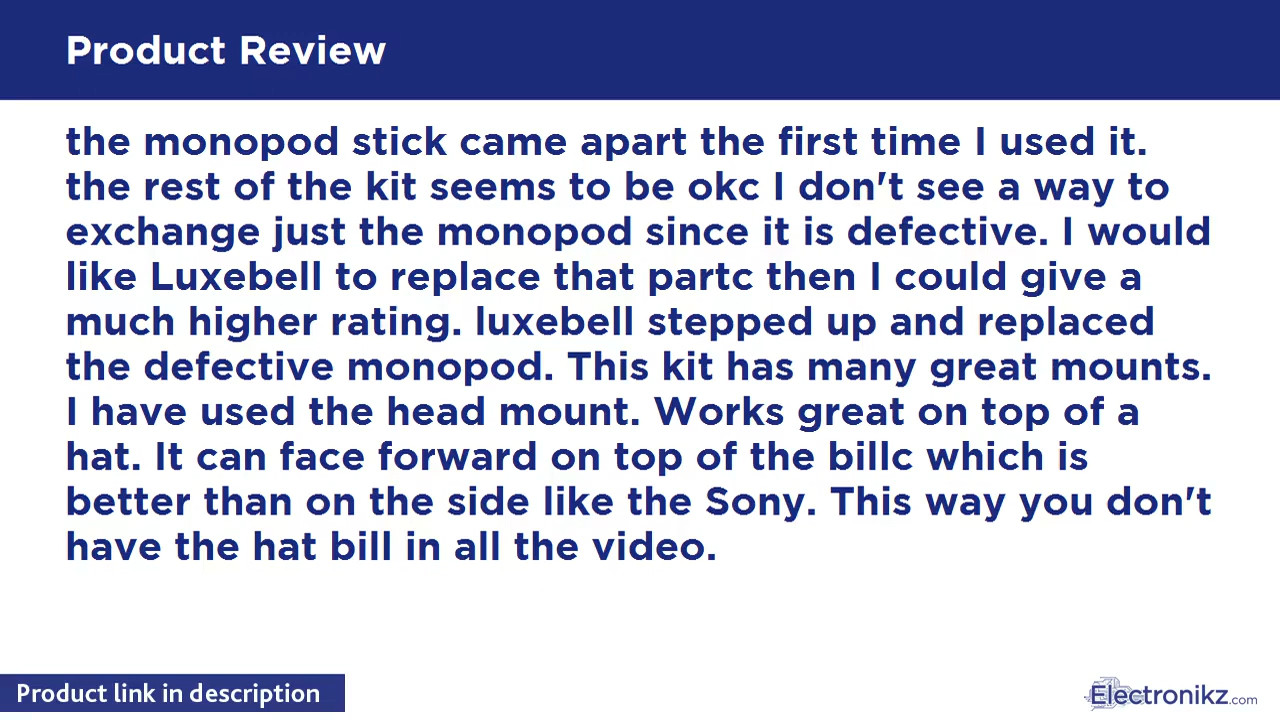 Product Review
the monopod stick came apart the first time I used it.
the rest of the kit seems to be okc I don't see a way to
exchange just the monopod since it is defective. I would
like Luxebell to replace that partc then I could give a
much higher rating. luxebell stepped up and replaced
the defective monopod. This kit has many great mounts.
I have used the head mount. Works great on top of a
hat. It can face forward on top of the billc which is
better than on the side like the Sony. This way you don't
have the hat bill in all the video.
Product link in description
Electronikz.com